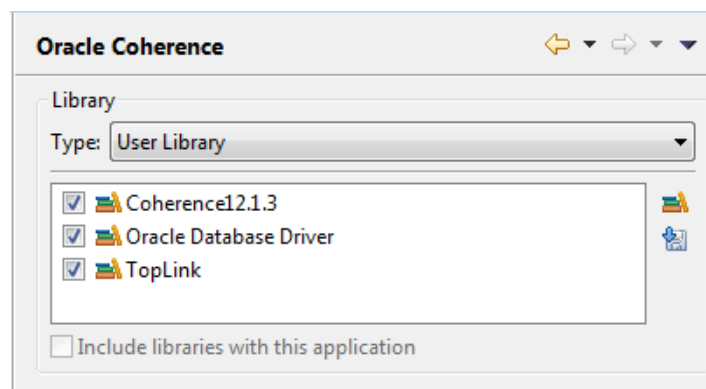 Oracle Coherence
Library
Type: User Library
Coherence12.1.3
Oracle Database Driver
TopLink
Include libraries with this application